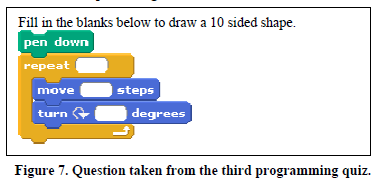 Fill in the blanks below to draw a 10 sided shape.
pen down
repeat
move steps
turn degrees
Figure 7. Question taken from the third programming quiz.